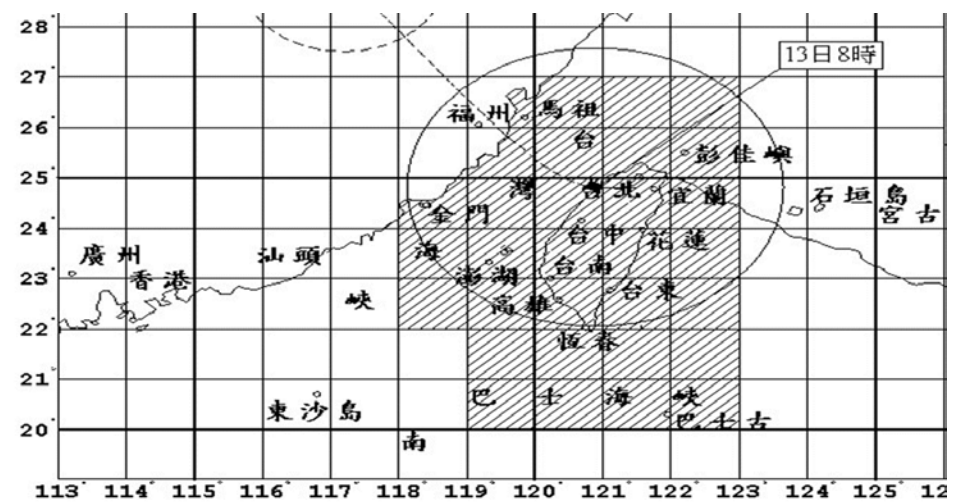 28°
13日8時
27°
福州 馬祖
26°
台
彭佳嶼
25°
灣 台北 宜蘭 石垣島
金門 宮古
24°
台中 花蓮
廣州 汕頭 海
香港 澎湖 台南
23°
峽 高雄 台東
22°
恆春
21°
巴士海峽
東沙島 巴士古
20°
南
113° 114° 115° 116° 117° 118° 119° 120° 121° 122° 123° 124° 125° 12